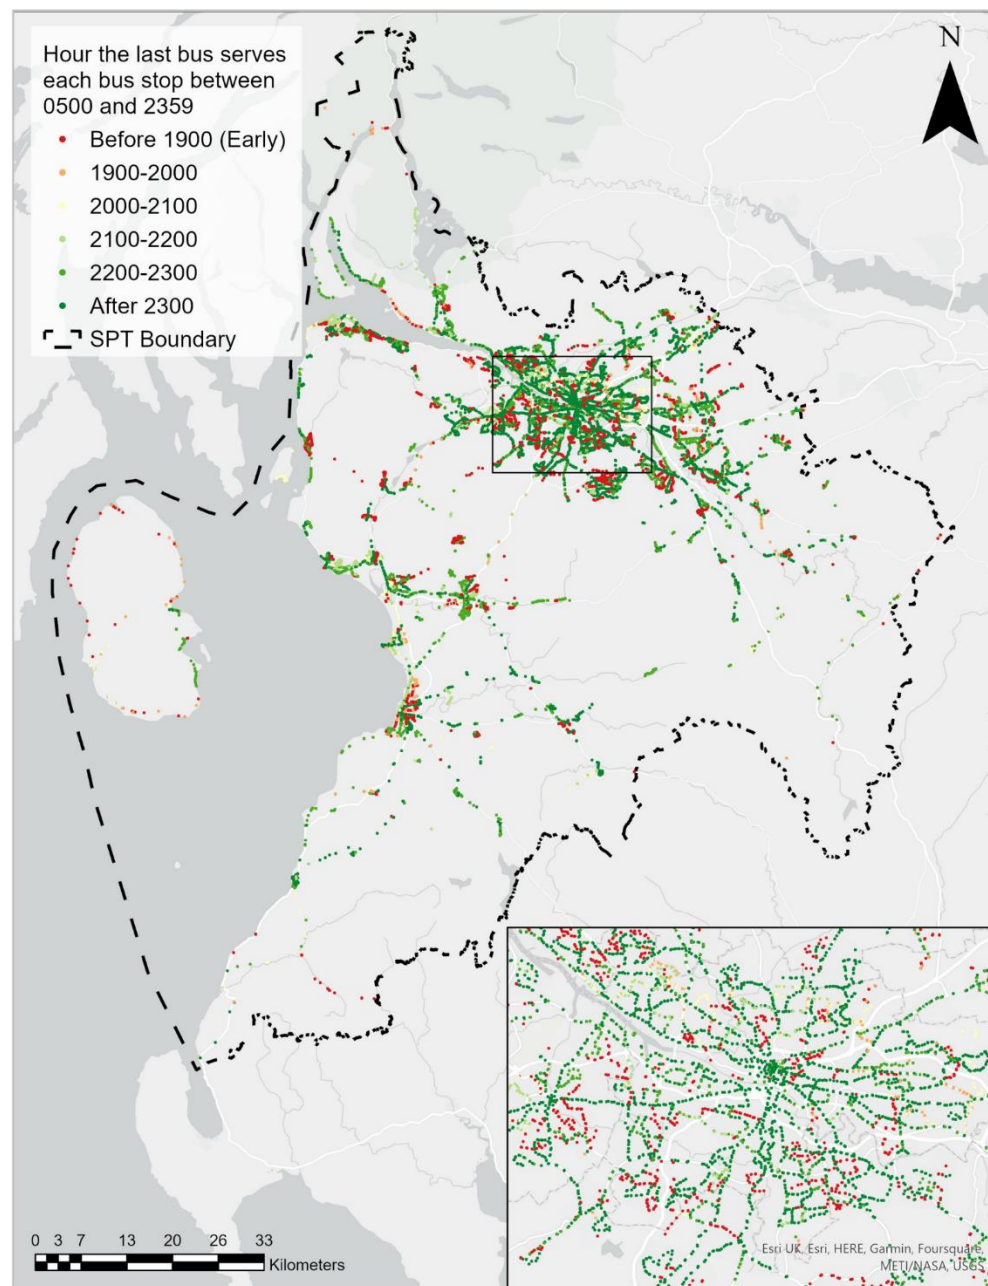 Hour the last bus serves
each bus stop between
0500 and 2359
Before 1900 (Early)
1900-2000
2000-2100
2100-2200
2200-2300
After 2300
SPT Boundary
N
0 3 7 13 20 26 33
Kilometers
Esri UK, Esri, HERE, Garmin, Foursquare,
METI/NASA, USGS